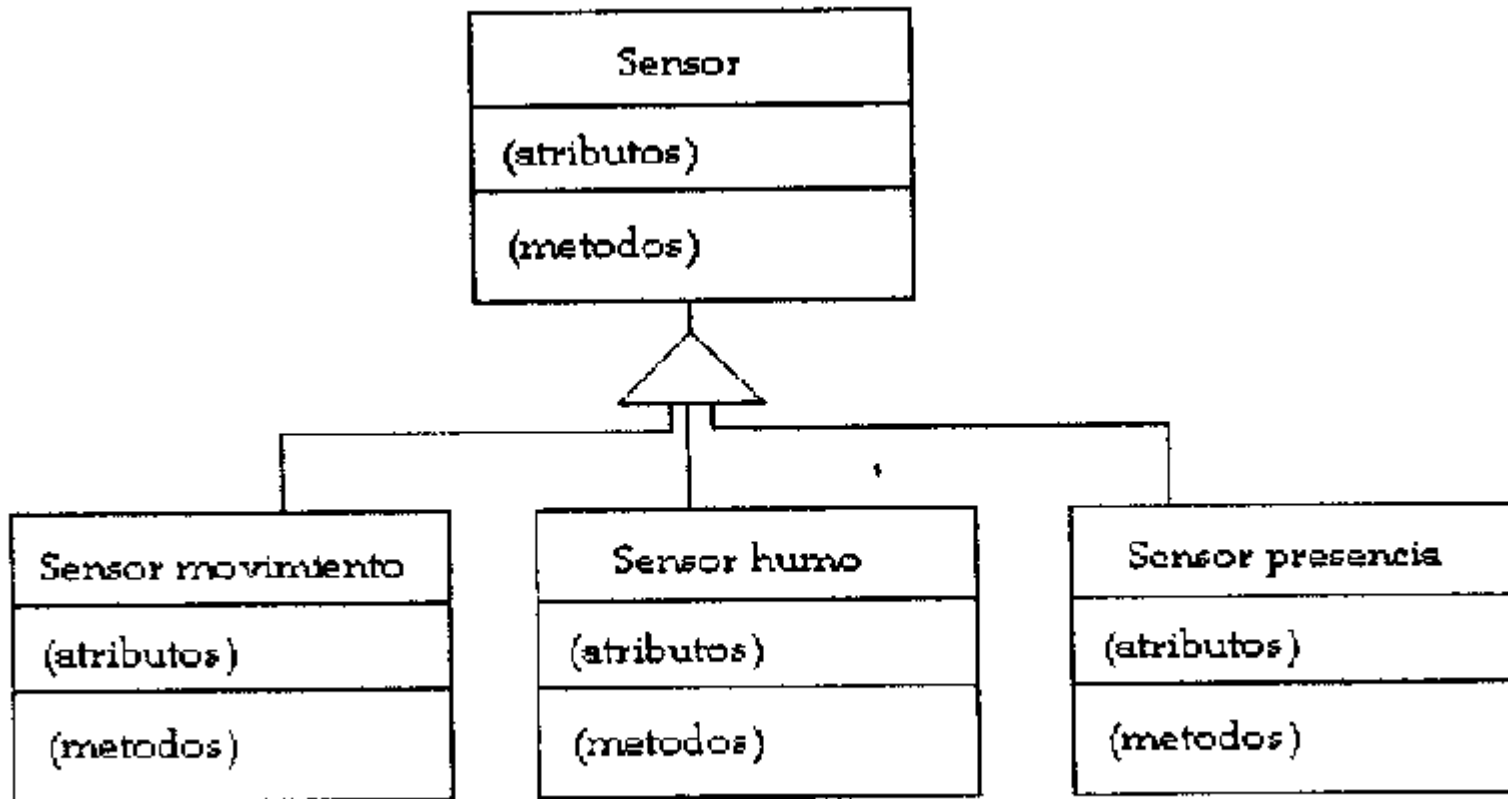 Sensor
(atributos)
(metodos)
Sensor movimiento
(atributos)
(metodos)
Sensor humo
(atributos)
(metodos)
Sensor presencia
(atributos)
(metodos)